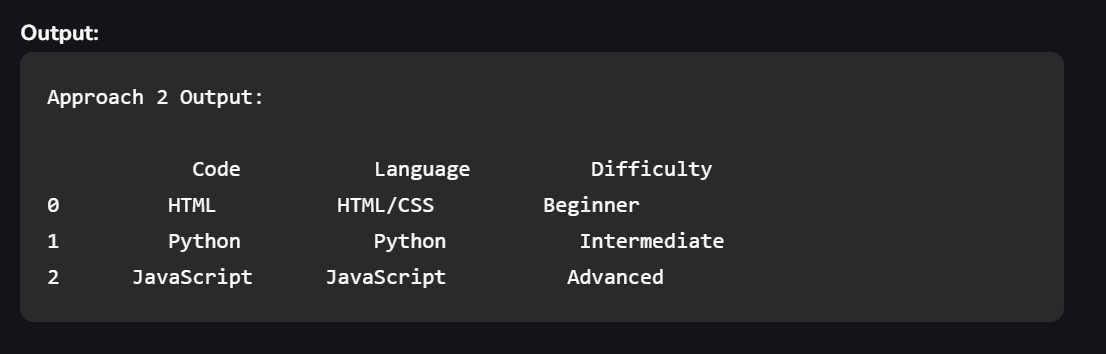 Output:
Approach 2 Output:
Code Language Difficulty
0 HTML HTML/CSS Beginner
1 Python Python Intermediate
2 JavaScript JavaScript Advanced